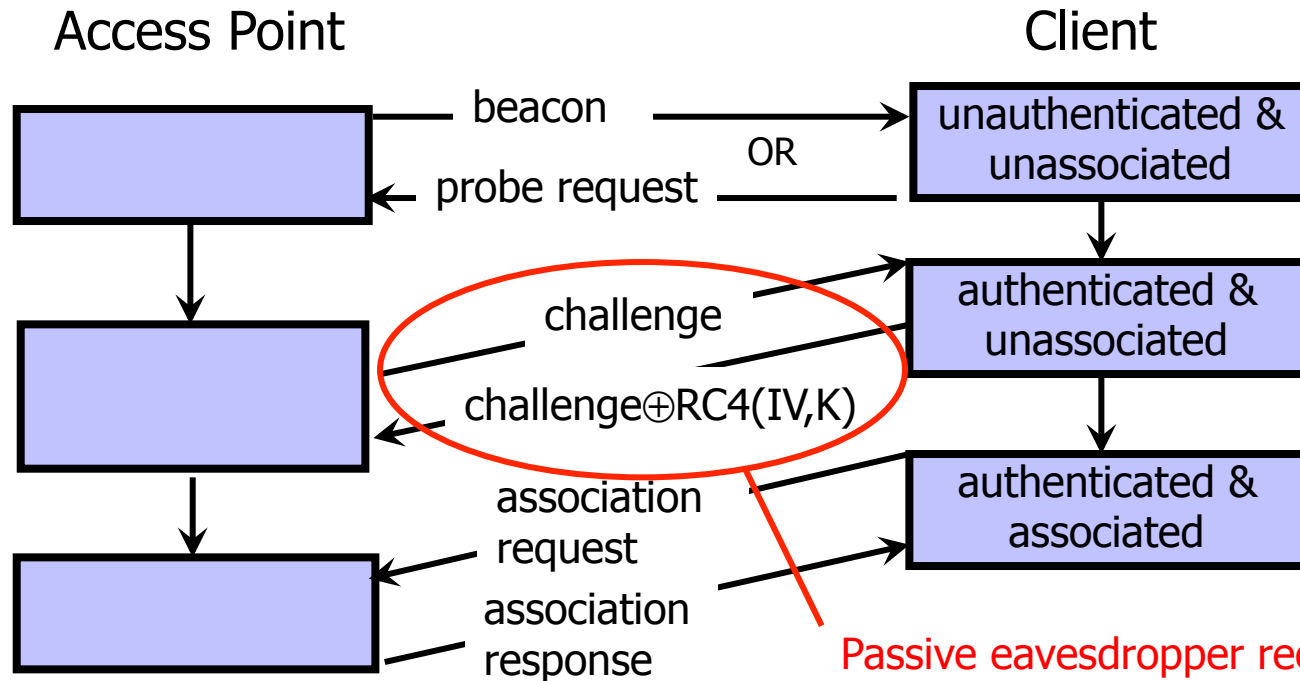 Access Point
Client
beacon
OR
probe request
unauthenticated &
unassociated
challenge
challenge⊕RC4(IV,K)
authenticated &
unassociated
association
request
authenticated &
associated
association
response
Passive eavesdropper